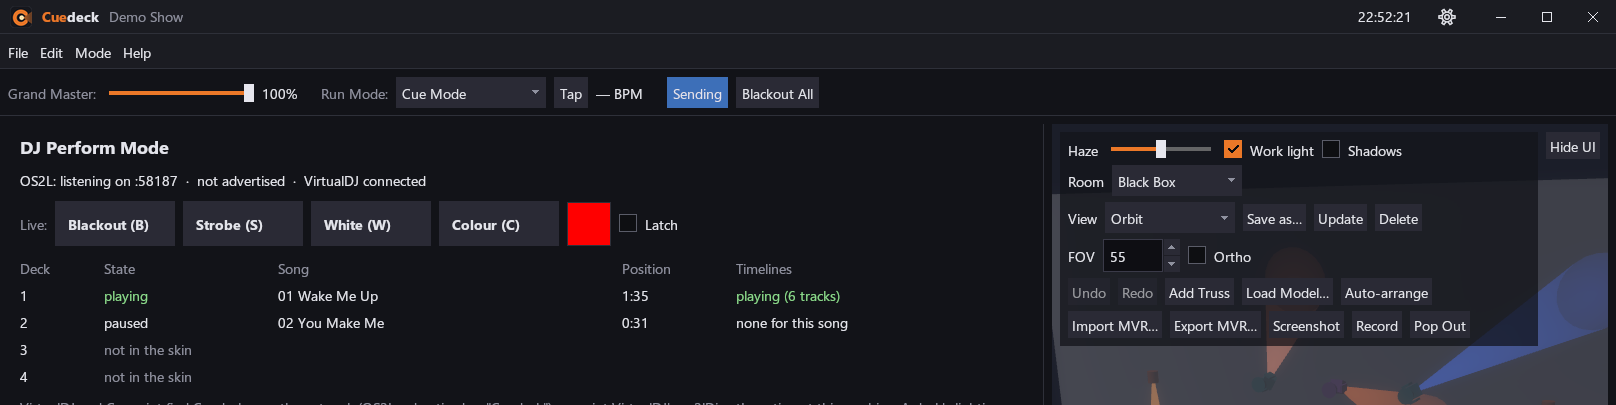 Cuedeck Demo Show 22:52:21
File Edit Mode Help
Grand Master: 100% Run Mode: Cue Mode Tap — BPM Sending Blackout All
DJ Perform Mode
OS2L: listening on :58187 · not advertised · VirtualDJ connected
Live: Blackout (B) Strobe (S) White (W) Colour (C) Latch
Deck State Song Position Timelines
1 playing 01 Wake Me Up 1:35 playing (6 tracks)
2 paused 02 You Make Me 0:31 none for this song
3 not in the skin
4 not in the skin
Haze Work light Shadows Hide UI
Room Black Box
View Orbit Save as... Update Delete
FOV 55 Ortho
Undo Redo Add Truss Load Model... Auto-arrange
Import MVR... Export MVR... Screenshot Record Pop Out